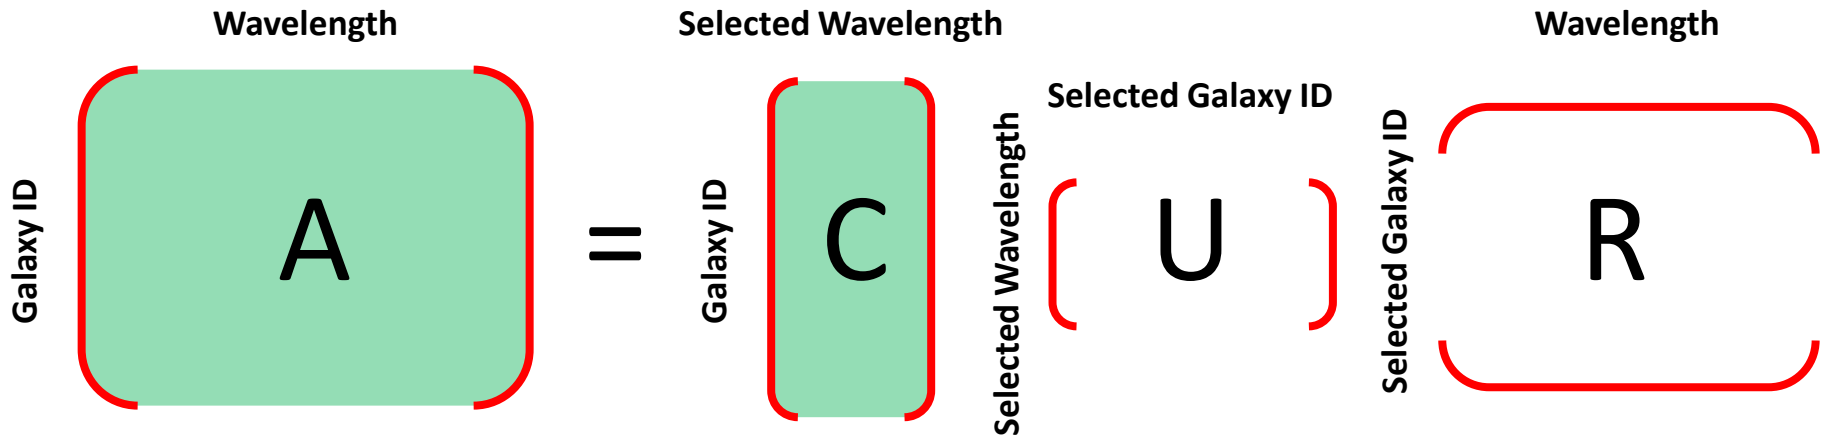 Wavelength
Galaxy ID
A
=
Selected Wavelength
Galaxy ID
C
Selected Galaxy ID
Selected Wavelength
U
Wavelength
Selected Galaxy ID
R